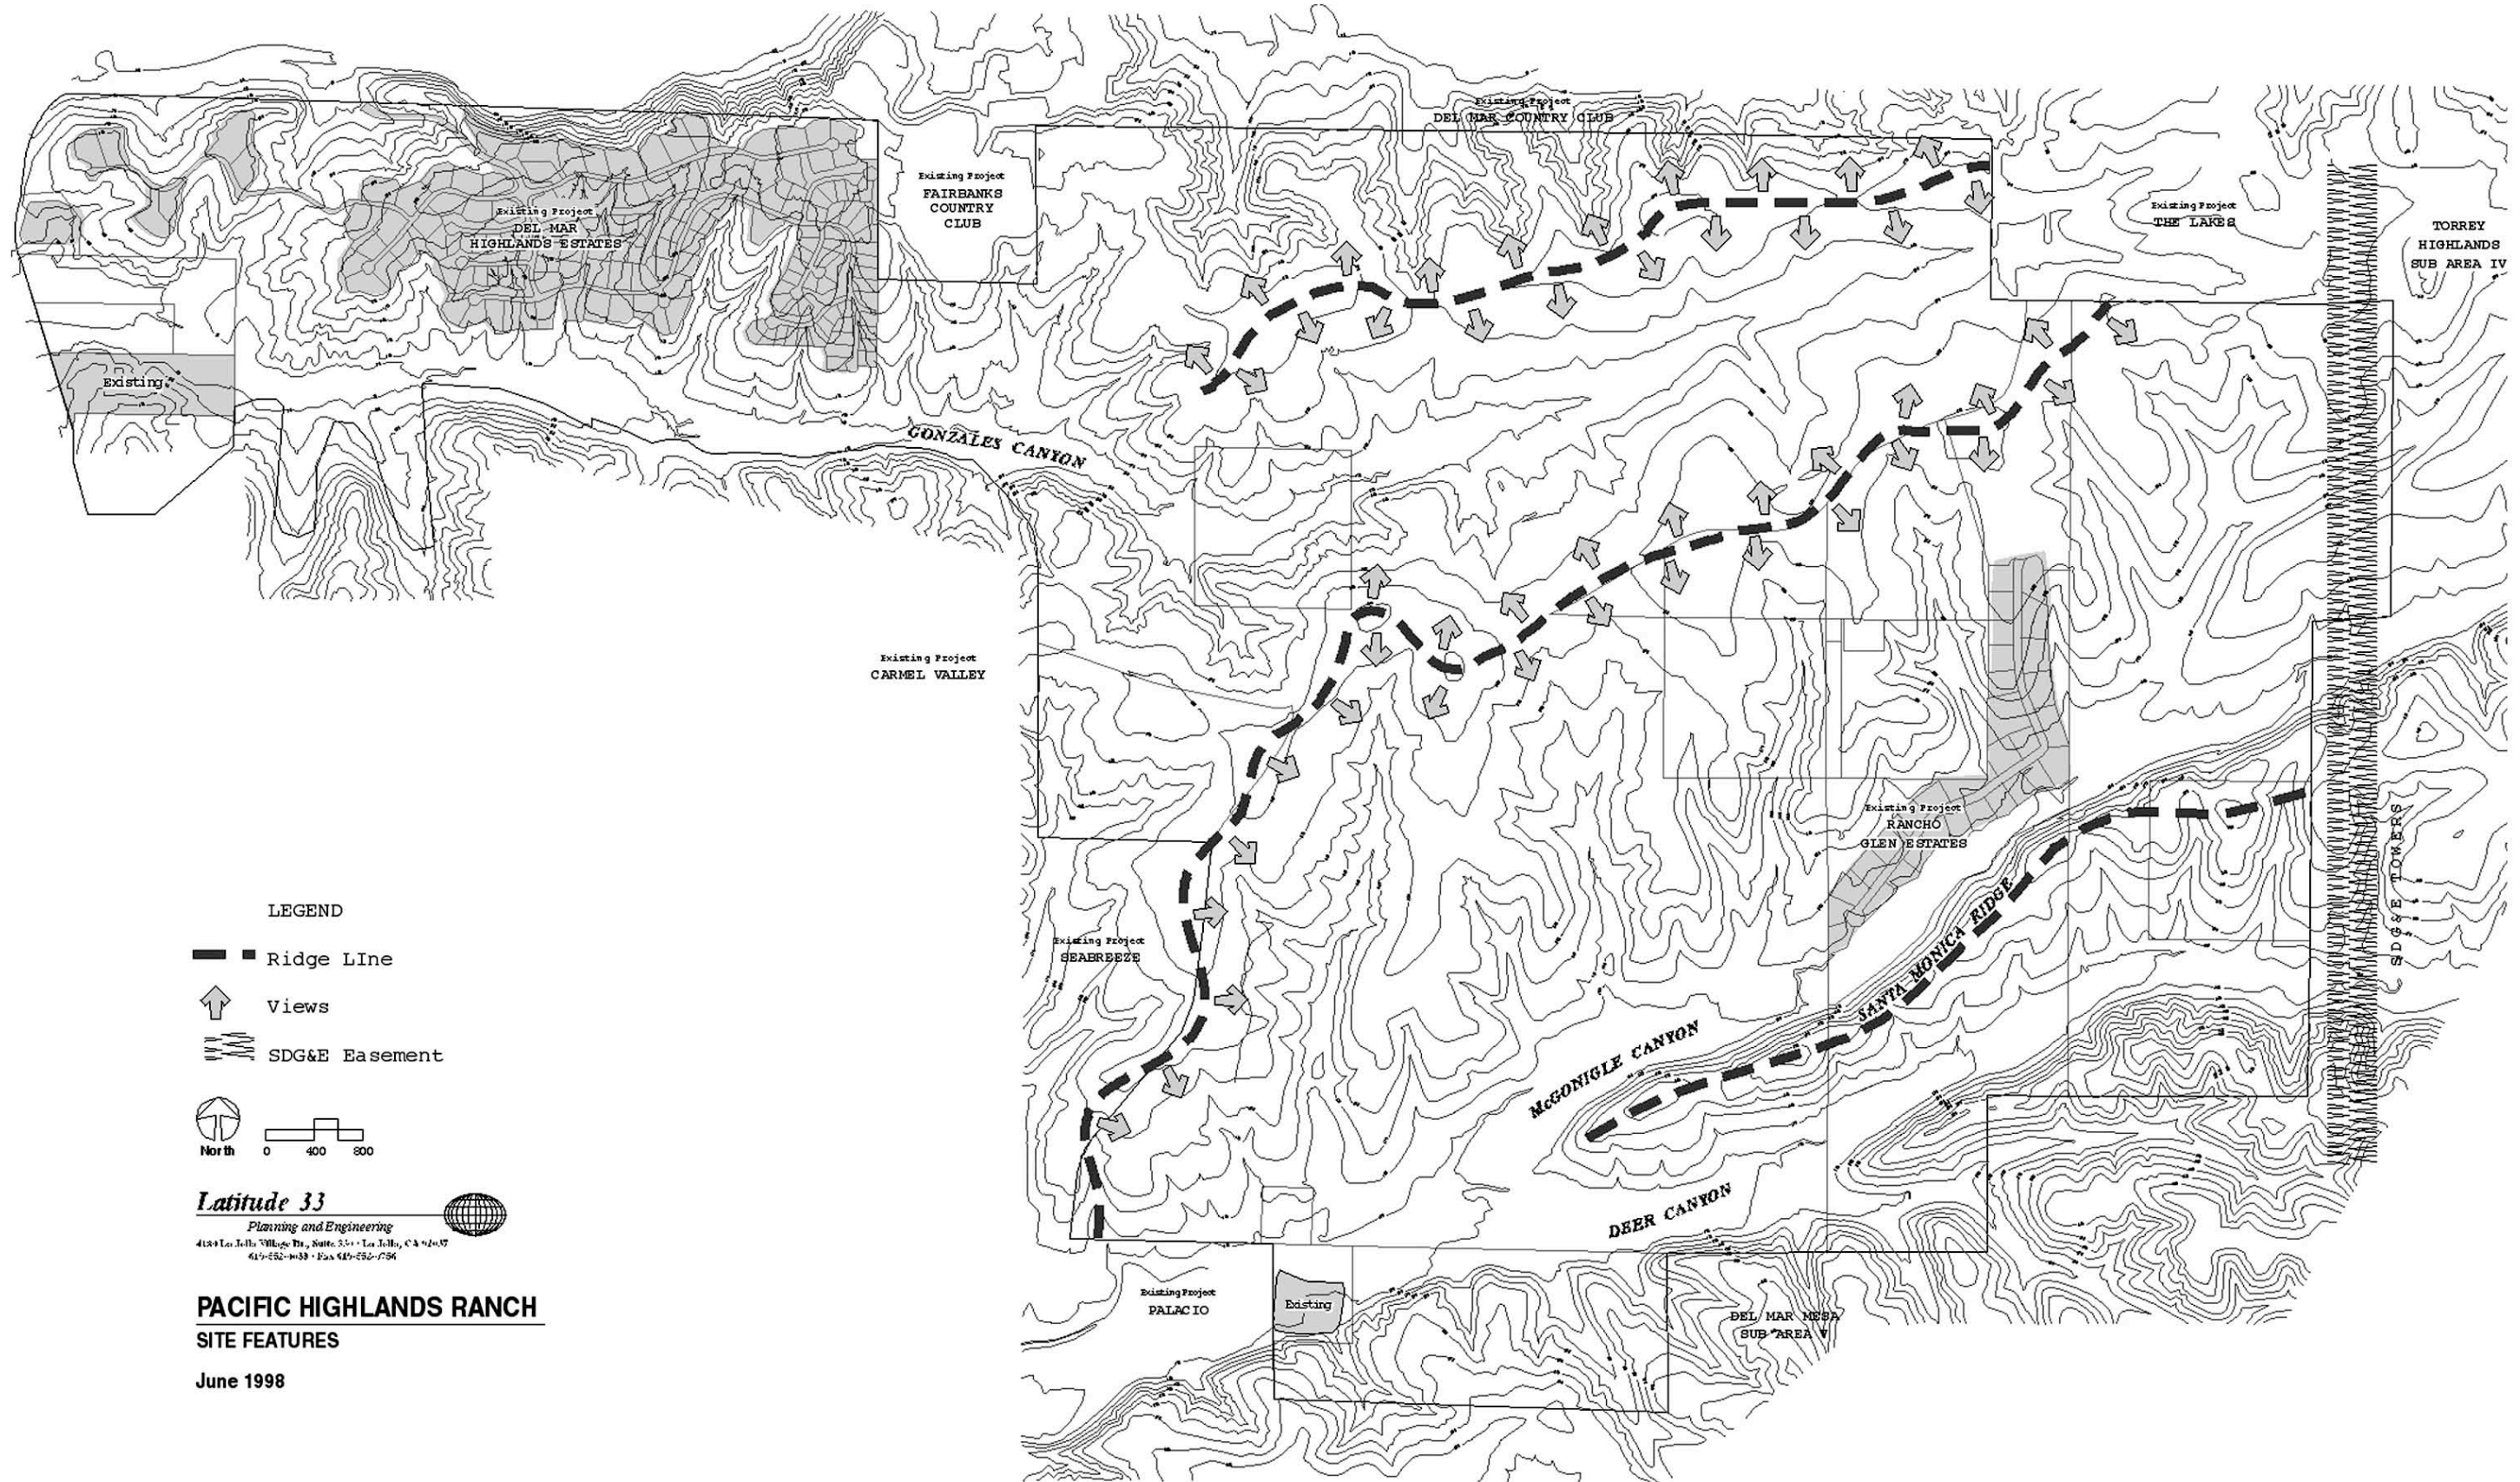 Existing Project
DEL MAR COUNTRY CLUB
Existing Project
FAIRBANKS
COUNTRY
CLUB
Existing Project
THE LAKES
TORREY
HIGHLANDS
SUB AREA IV
Existing Project
DEL MAR
HIGHLANDS ESTATES
Existing
GONZALES CANYON
Existing Project
CARMEL VALLEY
Existing Project
RANCHO
GLEN ESTATES
SDG&E TOWERS
SANTA MONICA RIDGE
Existing Project
SEABREEZE
McGONIGLE CANYON
DEER CANYON
Existing Project
PALACIO
Existing
DEL MAR MESA
SUB AREA V
LEGEND
Ridge LIne
Views
SDG&E Easement
North
0 400 800
Latitude 33
Planning and Engineering
PACIFIC HIGHLANDS RANCH
SITE FEATURES
June 1998